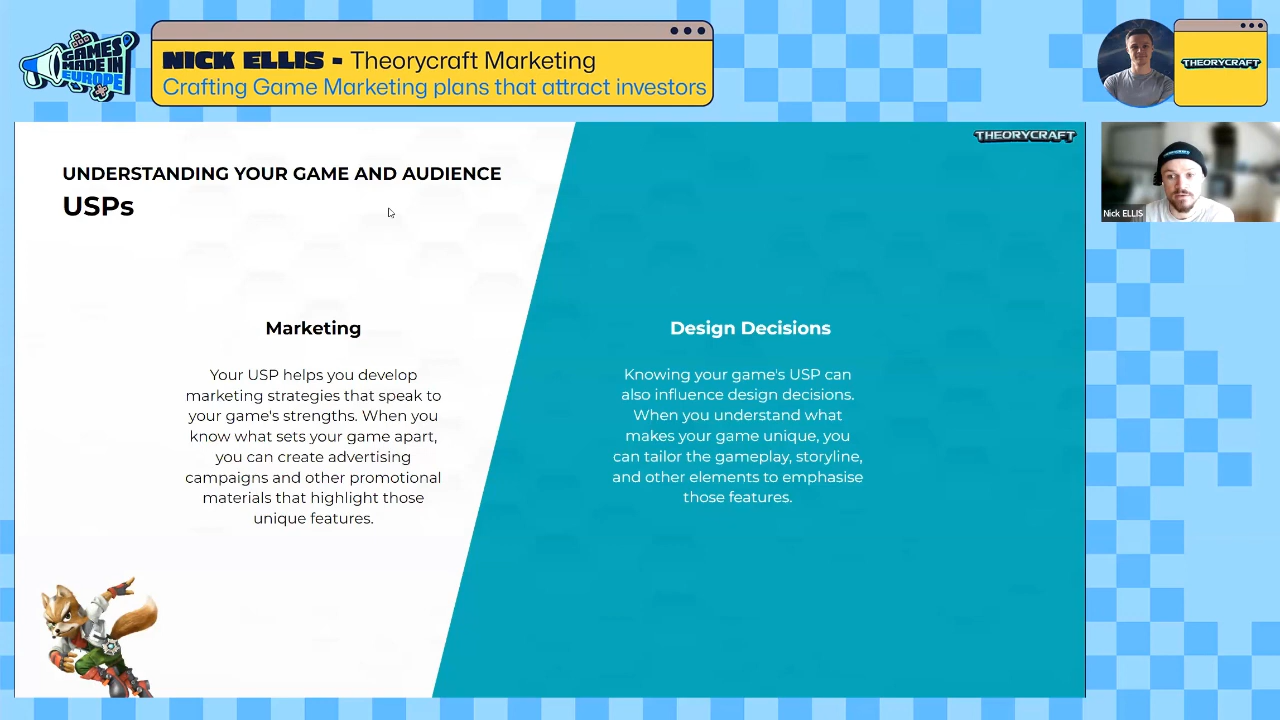 GAMES
MADE IN
EUROPE
NICK ELLIS - Theorycraft Marketing
Crafting Game Marketing plans that attract investors
THEORYCRAFT
THEORYCRAFT
UNDERSTANDING YOUR GAME AND AUDIENCE
USPs
Marketing
Your USP helps you develop
marketing strategies that speak to
your game's strengths. When you
know what sets your game apart,
you can create advertising
campaigns and other promotional
materials that highlight those
unique features.
Design Decisions
Knowing your game's USP can
also influence design decisions.
When you understand what
makes your game unique, you
can tailor the gameplay, storyline,
and other elements to emphasise
those features.
Nick ELLIS